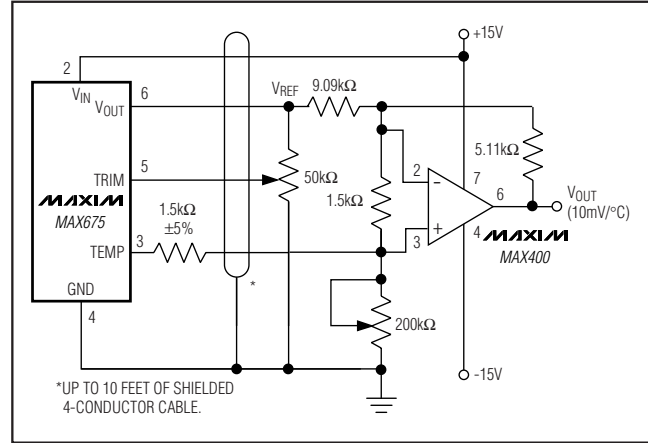 +15V
2
VIN
VOUT
6
VREF
9.09kΩ
5.11kΩ
TRIM
5
50kΩ
1.5kΩ
2
-
7
6
VOUT
(10mV/°C)
MAXIM
MAX675
1.5kΩ
±5%
TEMP
3
+
3
4
MAXIM
MAX400
*
GND
4
200kΩ
-15V
*UP TO 10 FEET OF SHIELDED
4-CONDUCTOR CABLE.